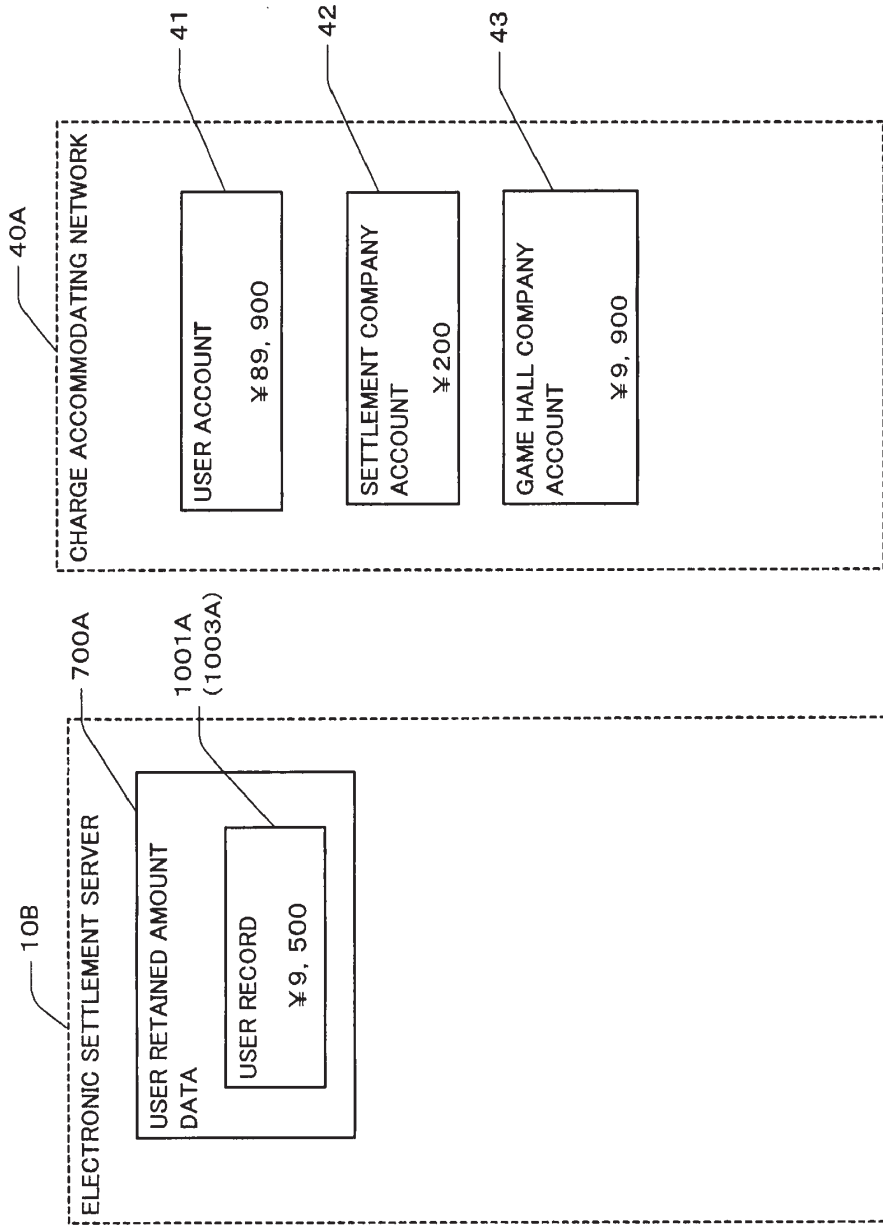 10B
ELECTRONIC SETTLEMENT SERVER
700A
USER RETAINED AMOUNT
DATA
1001A
(1003A)
USER RECORD
¥9, 500
40A
CHARGE ACCOMMODATING NETWORK
41
USER ACCOUNT
¥89, 900
42
SETTLEMENT COMPANY
ACCOUNT
¥200
43
GAME HALL COMPANY
ACCOUNT
¥9, 900